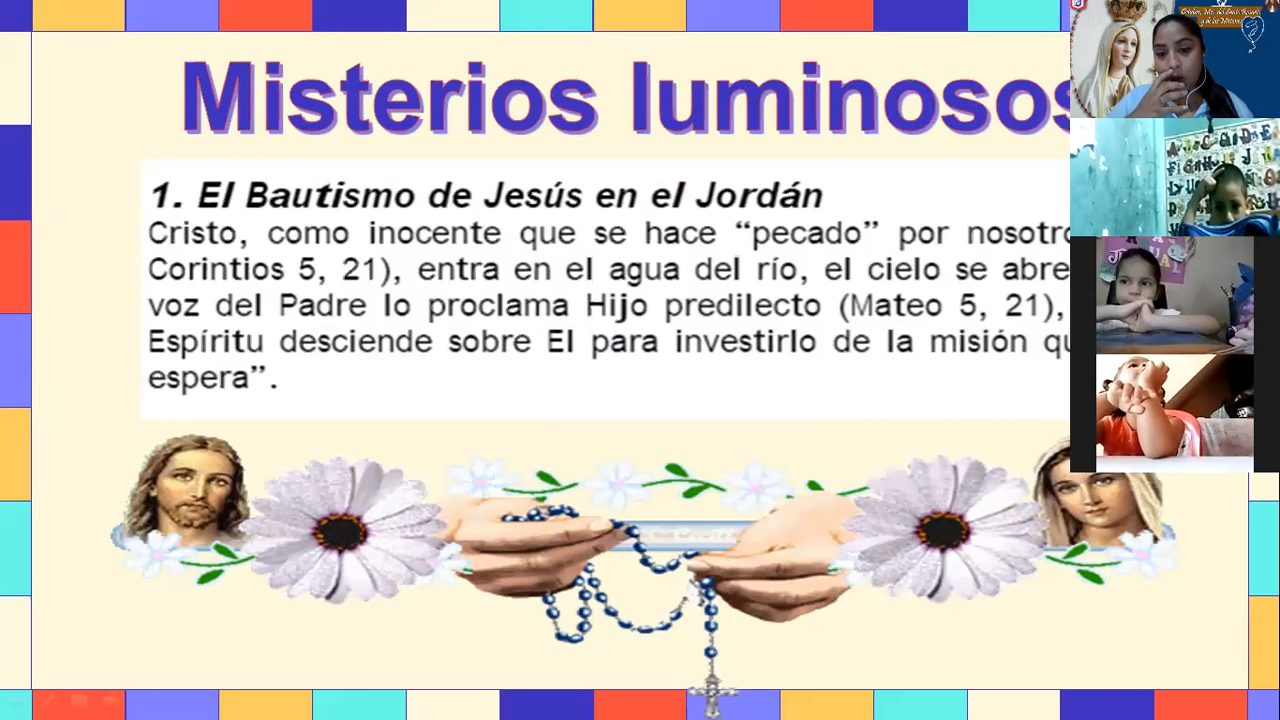 Misterios luminosos
1. El Bautismo de Jesús en el Jordán
Cristo, como inocente que se hace “pecado” por
Corintios 5, 21), entra en el agua del río, el cielo se abre
voz del Padre lo proclama Hijo predilecto (Mateo 5, 21),
Espíritu desciende sobre El para investirlo de la misión
espera”.